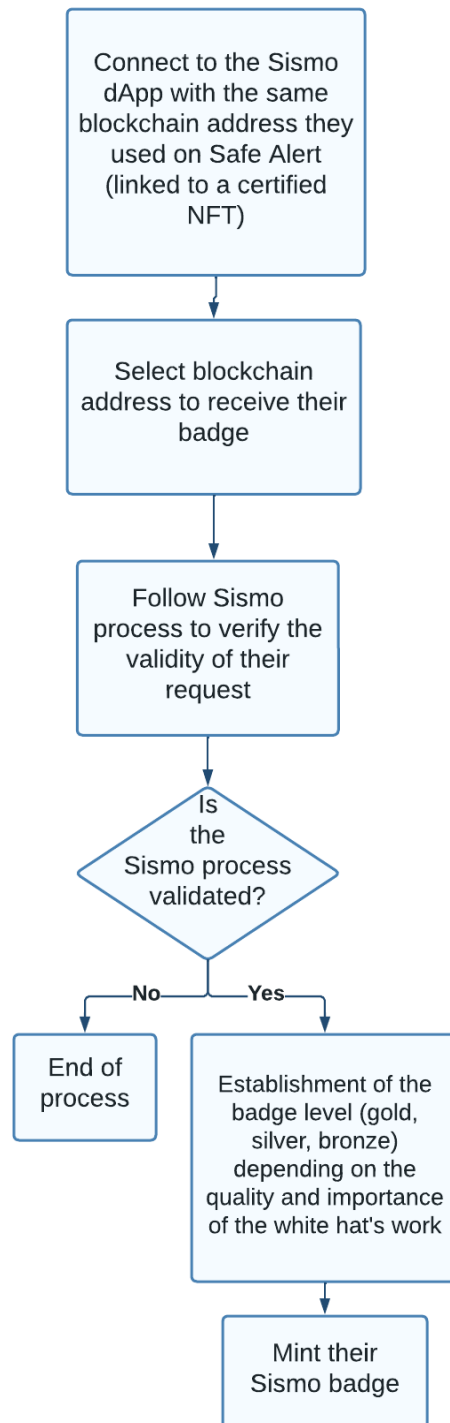 Connect to the Sismo
dApp with the same
blockchain address they
used on Safe Alert
(linked to a certified
NFT)
Select blockchain
address to receive their
badge
Follow Sismo
process to verify the
validity of their
request
Is
the
Sismo process
validated?
No
Yes
End of
process
Establishment of the
badge level (gold,
silver, bronze)
depending on the
quality and importance
of the white hat's work
Mint their
Sismo badge